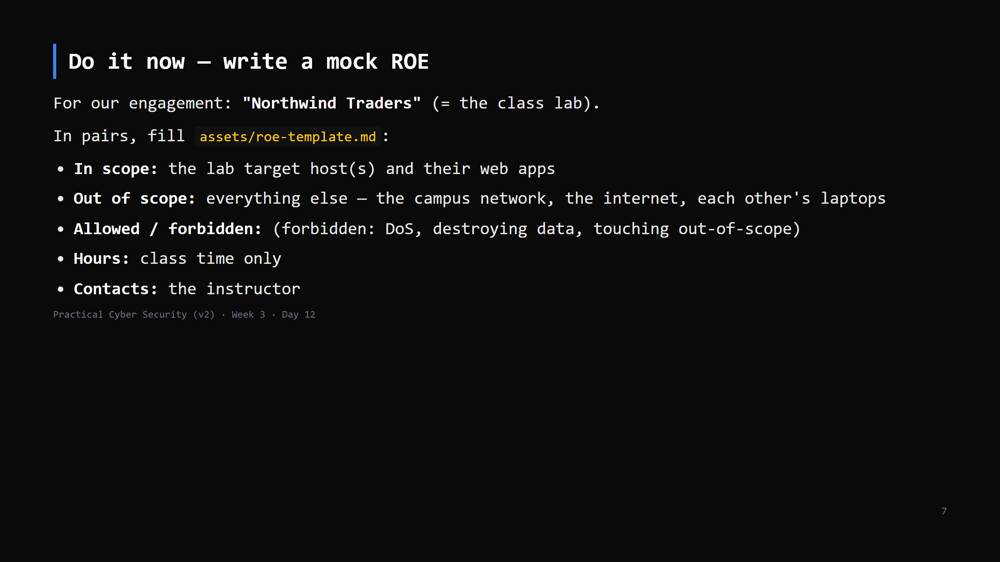 Do it now — write a mock ROE
For our engagement: "Northwind Traders" (= the class lab).
In pairs, fill assets/roe-template.md:
• In scope: the lab target host(s) and their web apps
• Out of scope: everything else — the campus network, the internet, each other's laptops
• Allowed / forbidden: (forbidden: DoS, destroying data, touching out-of-scope)
• Hours: class time only
• Contacts: the instructor
Practical Cyber Security (v2) · Week 3 · Day 12
7